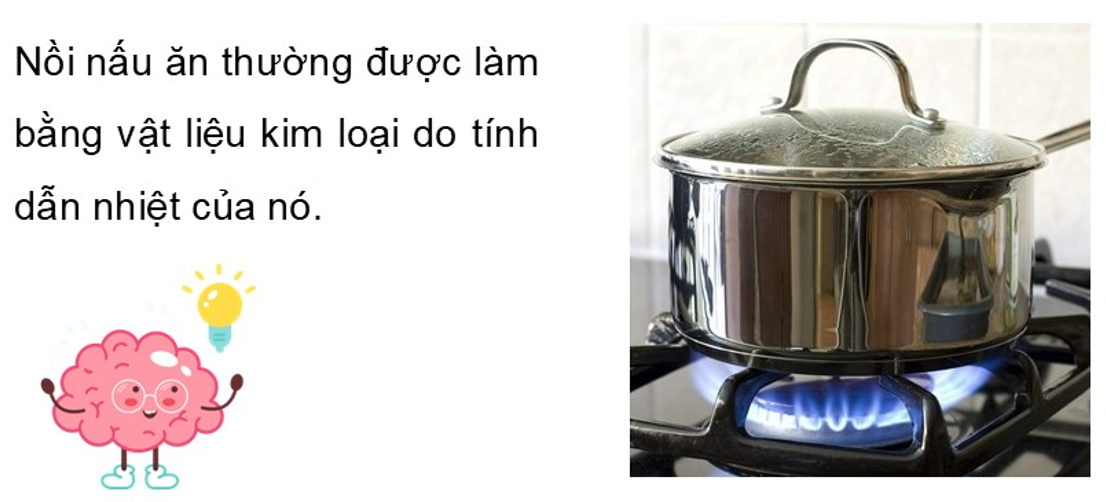 Nồi nấu ăn thường được làm
bằng vật liệu kim loại do tính
dẫn nhiệt của nó.